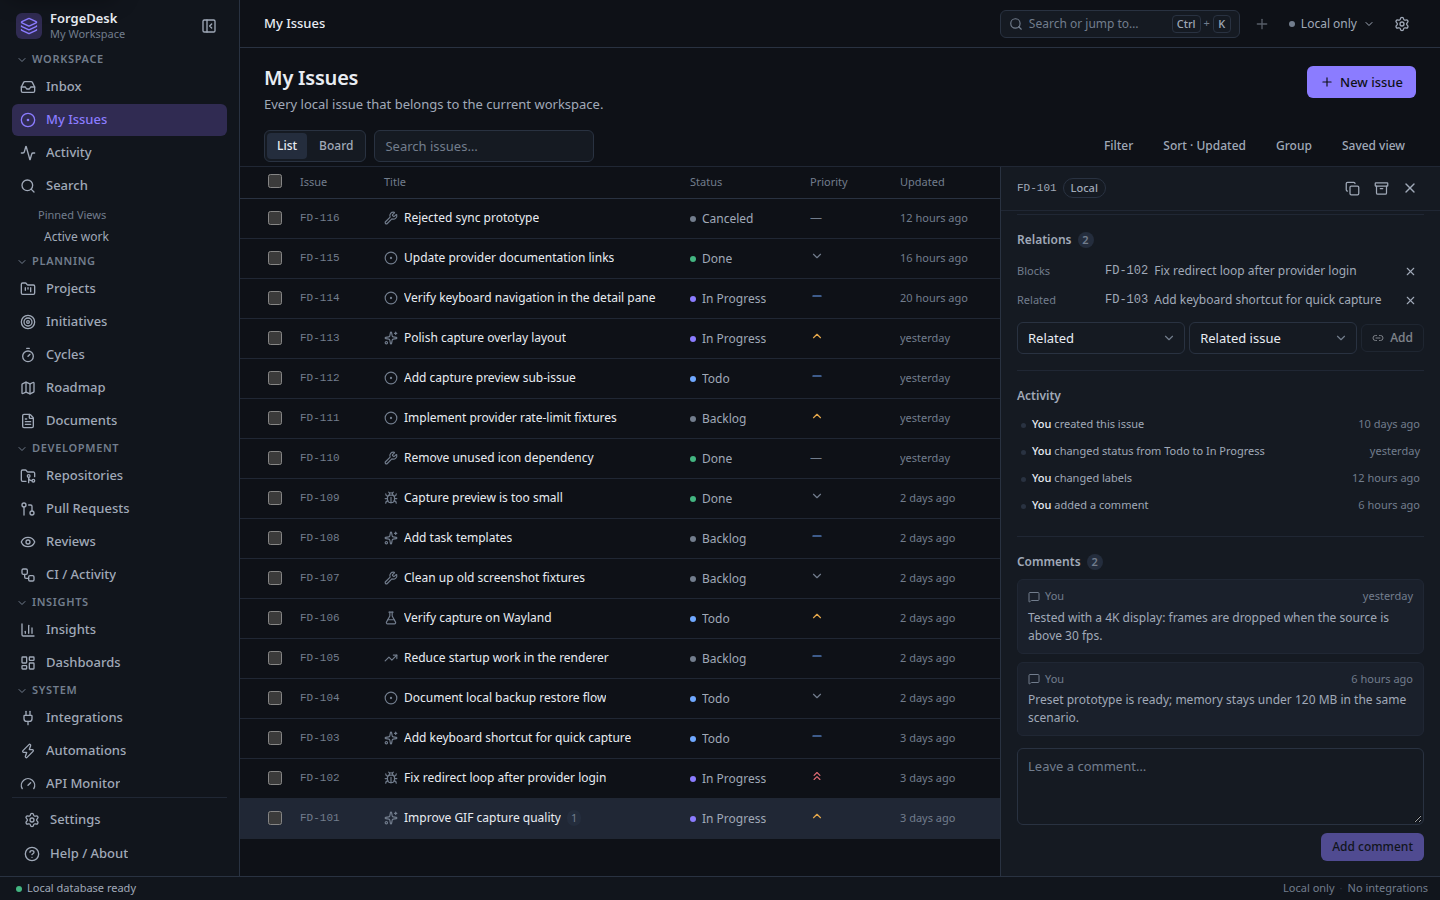 ForgeDesk
My Workspace
WORKSPACE
Inbox
My Issues
Activity
Search
Pinned Views
Active work
PLANNING
Projects
Initiatives
Cycles
Roadmap
Documents
DEVELOPMENT
Repositories
Pull Requests
Reviews
CI / Activity
INSIGHTS
Insights
Dashboards
SYSTEM
Integrations
Automations
API Monitor
Settings
Help / About
My Issues
Search or jump to... Ctrl + K
Local only
My Issues
Every local issue that belongs to the current workspace.
New issue
List Board Search issues...
Filter Sort · Updated Group Saved view
Issue Title Status Priority Updated
FD-116 Rejected sync prototype Canceled — 12 hours ago
FD-115 Update provider documentation links Done 16 hours ago
FD-114 Verify keyboard navigation in the detail pane In Progress 20 hours ago
FD-113 Polish capture overlay layout In Progress yesterday
FD-112 Add capture preview sub-issue Todo yesterday
FD-111 Implement provider rate-limit fixtures Backlog yesterday
FD-110 Remove unused icon dependency Done — yesterday
FD-109 Capture preview is too small Done 2 days ago
FD-108 Add task templates Backlog 2 days ago
FD-107 Clean up old screenshot fixtures Backlog 2 days ago
FD-106 Verify capture on Wayland Todo 2 days ago
FD-105 Reduce startup work in the renderer Backlog 2 days ago
FD-104 Document local backup restore flow Todo 2 days ago
FD-103 Add keyboard shortcut for quick capture Todo 3 days ago
FD-102 Fix redirect loop after provider login In Progress 3 days ago
FD-101 Improve GIF capture quality 1 In Progress 3 days ago
FD-101 Local
Relations 2
Blocks FD-102 Fix redirect loop after provider login
Related FD-103 Add keyboard shortcut for quick capture
Related Related issue Add
Activity
You created this issue 10 days ago
You changed status from Todo to In Progress yesterday
You changed labels 12 hours ago
You added a comment 6 hours ago
Comments 2
You yesterday
Tested with a 4K display: frames are dropped when the source is
above 30 fps.
You 6 hours ago
Preset prototype is ready; memory stays under 120 MB in the same
scenario.
Leave a comment...
Add comment
Local database ready
Local only · No integrations